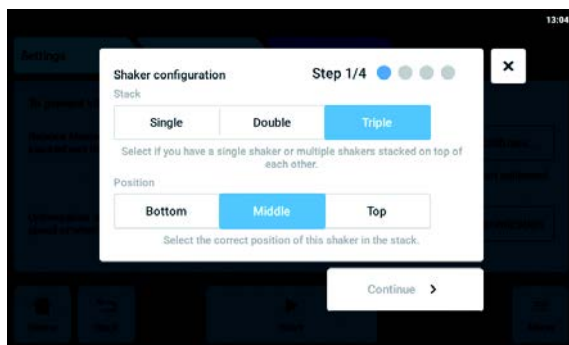 13:04
Settings
Shaker configuration
Step 1/4
Stack
Single
Double
Triple
Select if you have a single shaker or multiple shakers stacked on top of
each other.
Position
Bottom
Middle
Top
Select the correct position of this shaker in the stack.
Continue